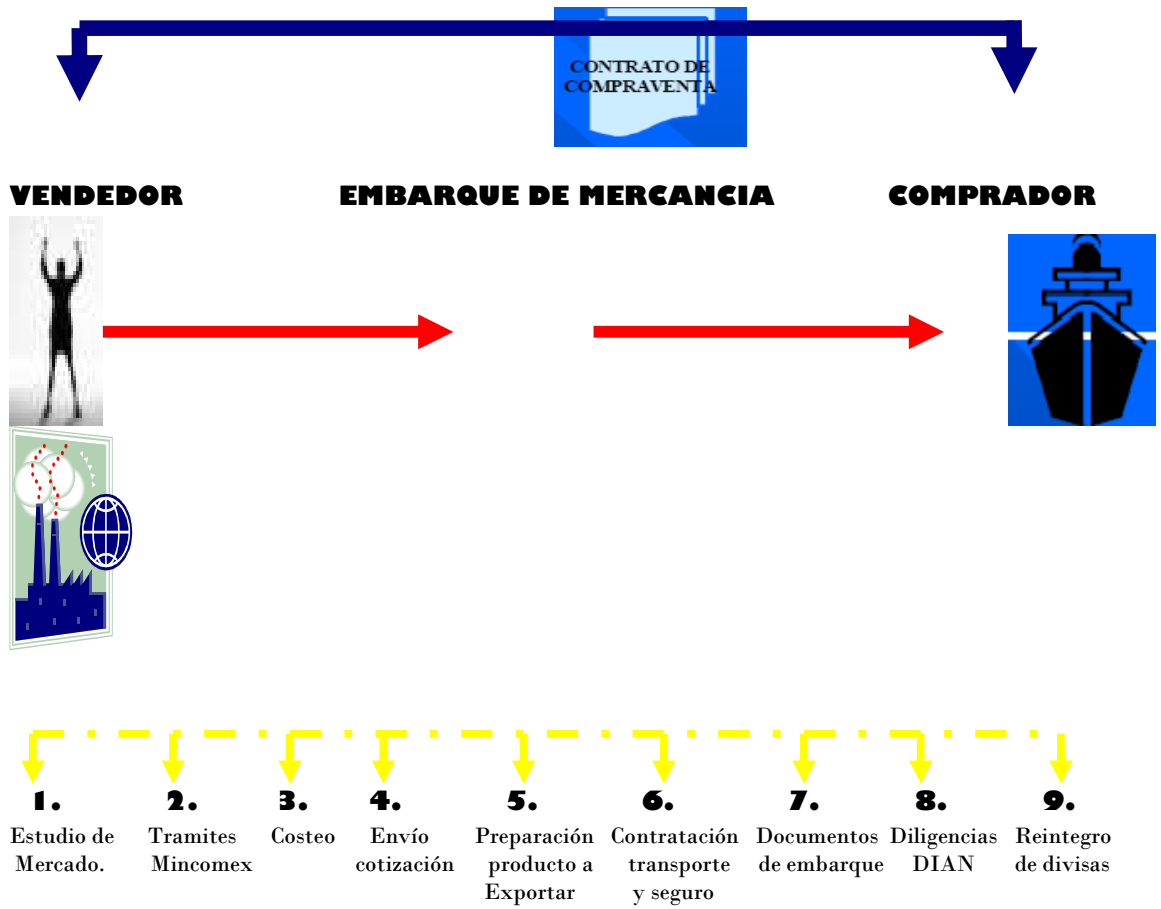 CONTRATO DE
COMPRAVENTA
VENDEDOR
EMBARQUE DE MERCANCIA
COMPRADOR
1.
Estudio de
Mercado.
2.
Tramites
Mincomex
3.
Costeo
4.
Envío
cotización
5.
Preparación
producto a
Exportar
6.
Contratación
transporte
y seguro
7.
Documentos
de embarque
8.
Diligencias
DIAN
9.
Reintegro
de divisas